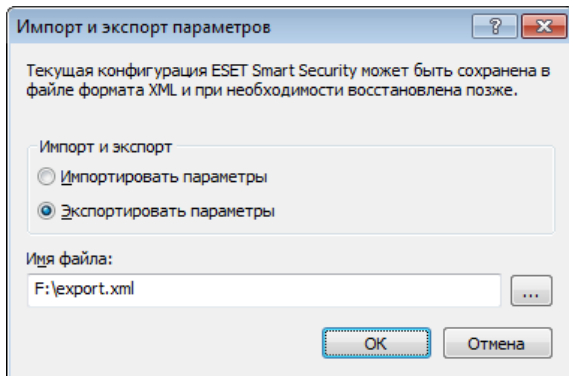 Импорт и экспорт параметров
Текущая конфигурация ESET Smart Security может быть сохранена в
файле формата XML и при необходимости восстановлена позже.
Импорт и экспорт
Импортировать параметры
Экспортировать параметры
Имя файла:
F:\export.xml
...
ОК
Отмена